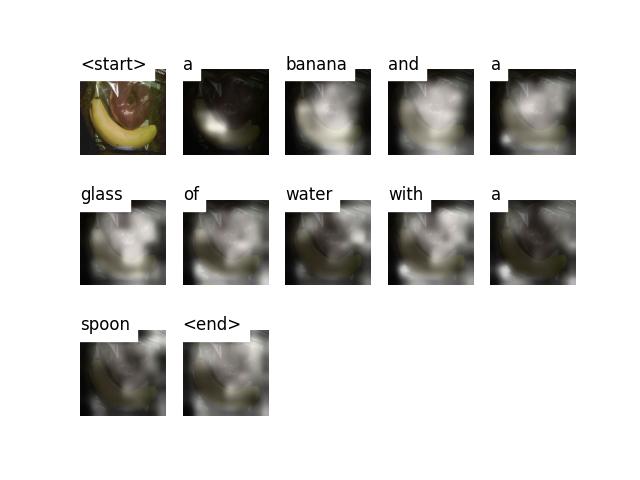 <start> a banana and a
glass of water with a
spoon <end>